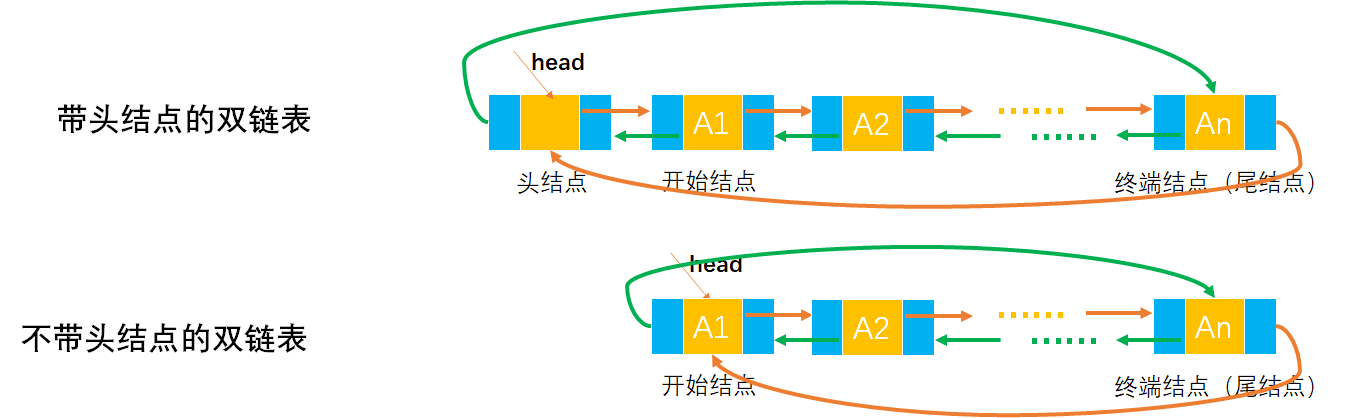 head
带头结点的双链表
A1
A2
An
头结点
开始结点
终端结点（尾结点）
head
不带头结点的双链表
A1
A2
An
开始结点
终端结点（尾结点）